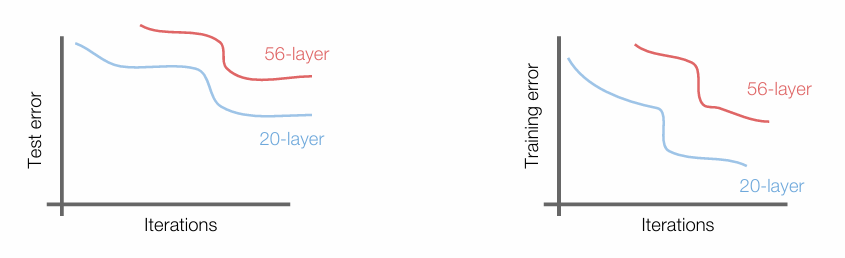 Test error
56-layer
20-layer
Iterations
Training error
56-layer
20-layer
Iterations